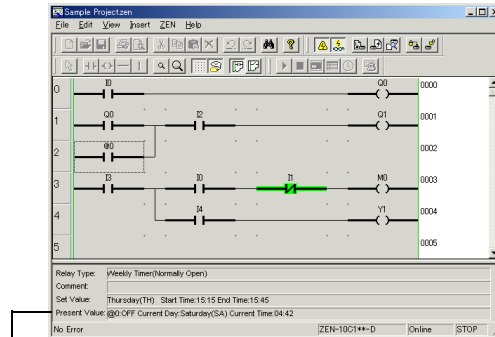 Sample Project.zen
File Edit View Insert ZEN Help
0 I0 Q0 0000
1 Q0 I2 Q1 0001
2 @0 0002
3 I3 I0 I1 M0 0003
4 I4 Y1 0004
5 0005
Relay Type: Weekly Timer(Normally Open)
Comment:
Set Value: Thursday(TH) Start Time:15:15 End Time:15:45
Present Value: @0:OFF Current Day:Saturday(SA) Current Time:04:42
No Error ZEN-10C1**-D Online STOP